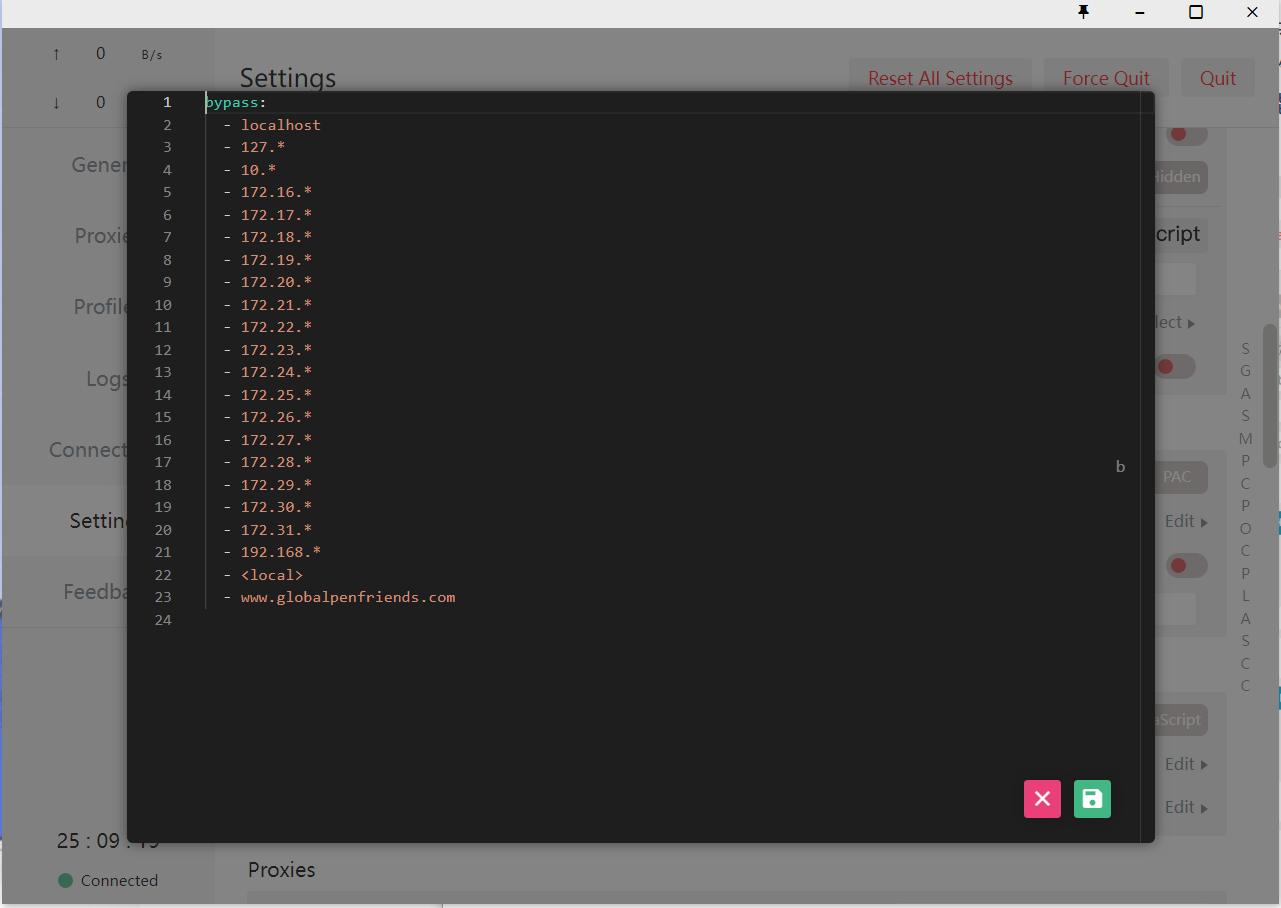 ↑ 0 B/s
Settings
Reset All Settings Force Quit Quit
↓ 0
1 bypass:
2 - localhost
3 - 127.*
4 - 10.*
5 - 172.16.*
6 - 172.17.*
7 - 172.18.*
8 - 172.19.*
9 - 172.20.*
10 - 172.21.*
11 - 172.22.*
12 - 172.23.*
13 - 172.24.*
14 - 172.25.*
15 - 172.26.*
16 - 172.27.*
17 - 172.28.*
18 - 172.29.*
19 - 172.30.*
20 - 172.31.*
21 - 192.168.*
22 - <local>
23 - www.globalpenfriends.com
24
Gener
Proxie
Profile
Logs
Connect
Settin
Feedba
25 : 09 :
Connected
Hidden
cript
lect
b
PAC
Edit
aScript
Edit
Edit
S
G
A
S
M
P
C
P
O
C
P
L
A
S
C
C
Proxies